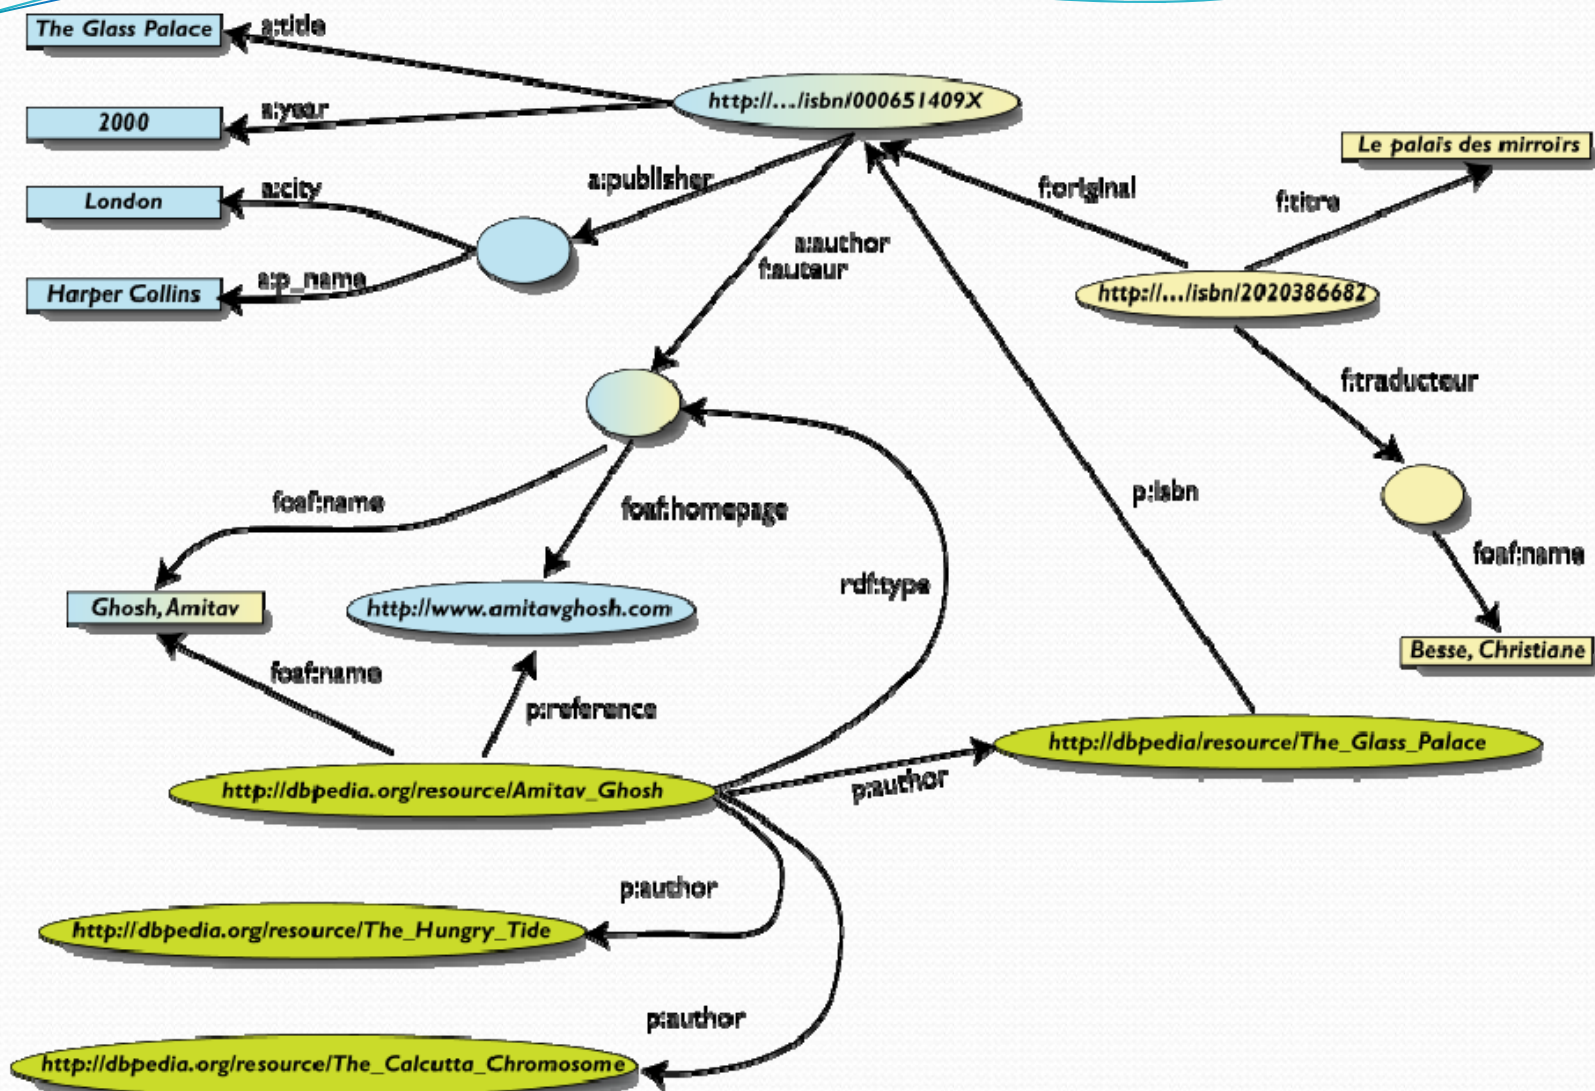 The Glass Palace
a:title
http://.../isbn/000651409X
2000
a:year
Le palais des mirroirs
London
a:city
a:publisher
f:original
f:titre
a:author
f:auteur
Harper Collins
a:p_name
http://.../isbn/2020386682
f:traducteur
foaf:name
foaf:homepage
p:isbn
foaf:name
rdf:type
Ghosh, Amitav
http://www.amitavghosh.com
Besse, Christiane
foaf:name
p:reference
http://dbpedia/resource/The_Glass_Palace
http://dbpedia.org/resource/Amitav_Ghosh
p:author
p:author
http://dbpedia.org/resource/The_Hungry_Tide
p:author
http://dbpedia.org/resource/The_Calcutta_Chromosome